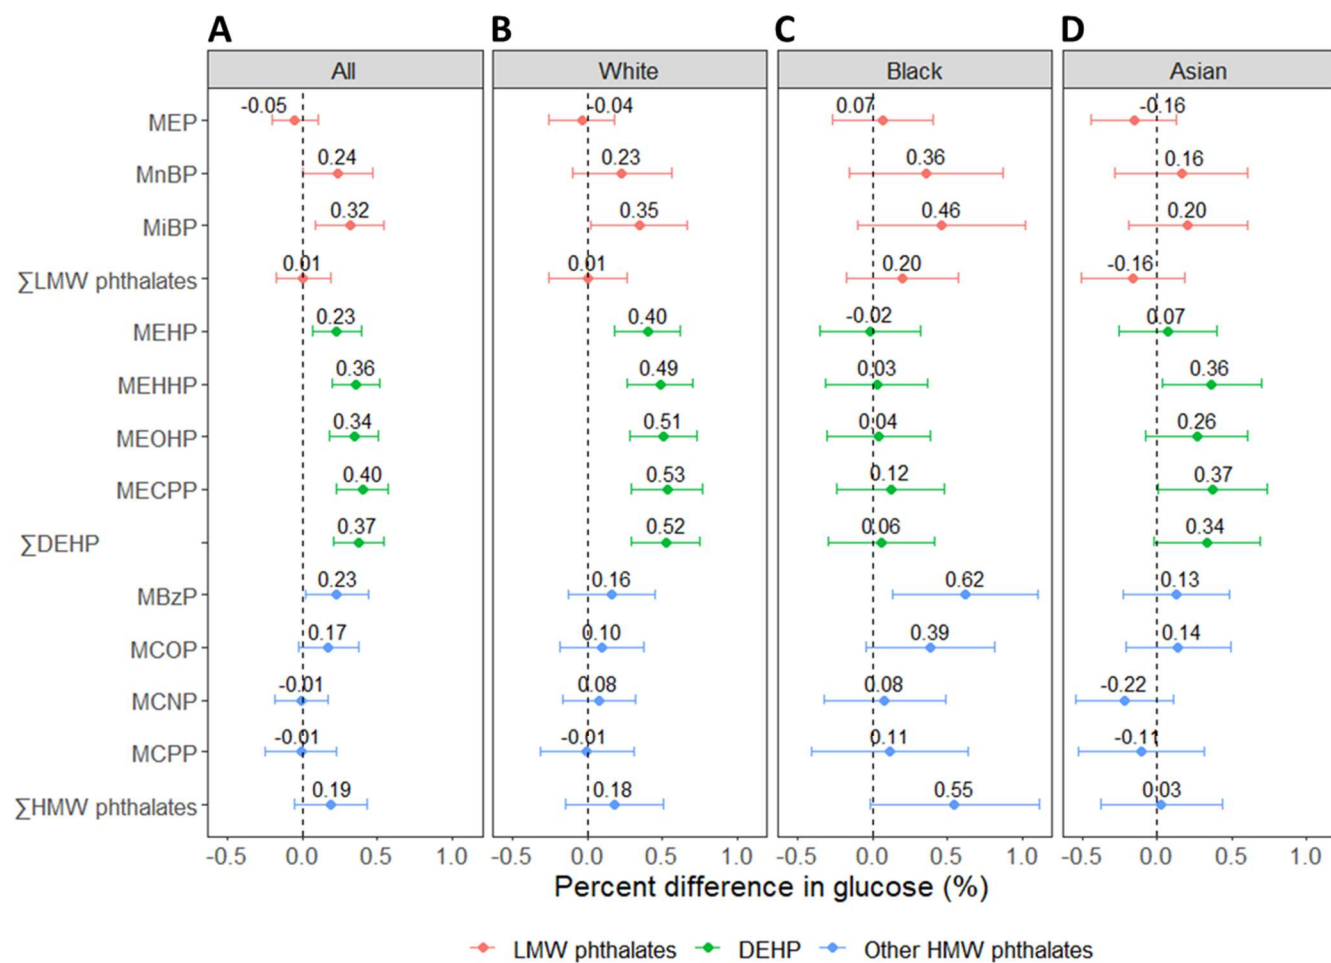 A B C D
All White Black Asian
MEP -0.05 -0.04 0.07 -0.16
MnBP 0.24 0.23 0.36 0.16
MiBP 0.32 0.35 0.46 0.20
∑LMW phthalates 0.01 0.01 0.20 -0.16
MEHP 0.23 0.40 -0.02 0.07
MEHHP 0.36 0.49 0.03 0.36
MEOHP 0.34 0.51 0.04 0.26
MECPP 0.40 0.53 0.12 0.37
∑DEHP 0.37 0.52 0.06 0.34
MBzP 0.23 0.16 0.62 0.13
MCOP 0.17 0.10 0.39 0.14
MCNP -0.01 0.08 0.08 -0.22
MCPP -0.01 -0.01 0.11 -0.11
∑HMW phthalates 0.19 0.18 0.55 0.03
-0.5 0.0 0.5 1.0 -0.5 0.0 0.5 1.0 -0.5 0.0 0.5 1.0 -0.5 0.0 0.5 1.0
Percent difference in glucose (%)
LMW phthalates DEHP Other HMW phthalates